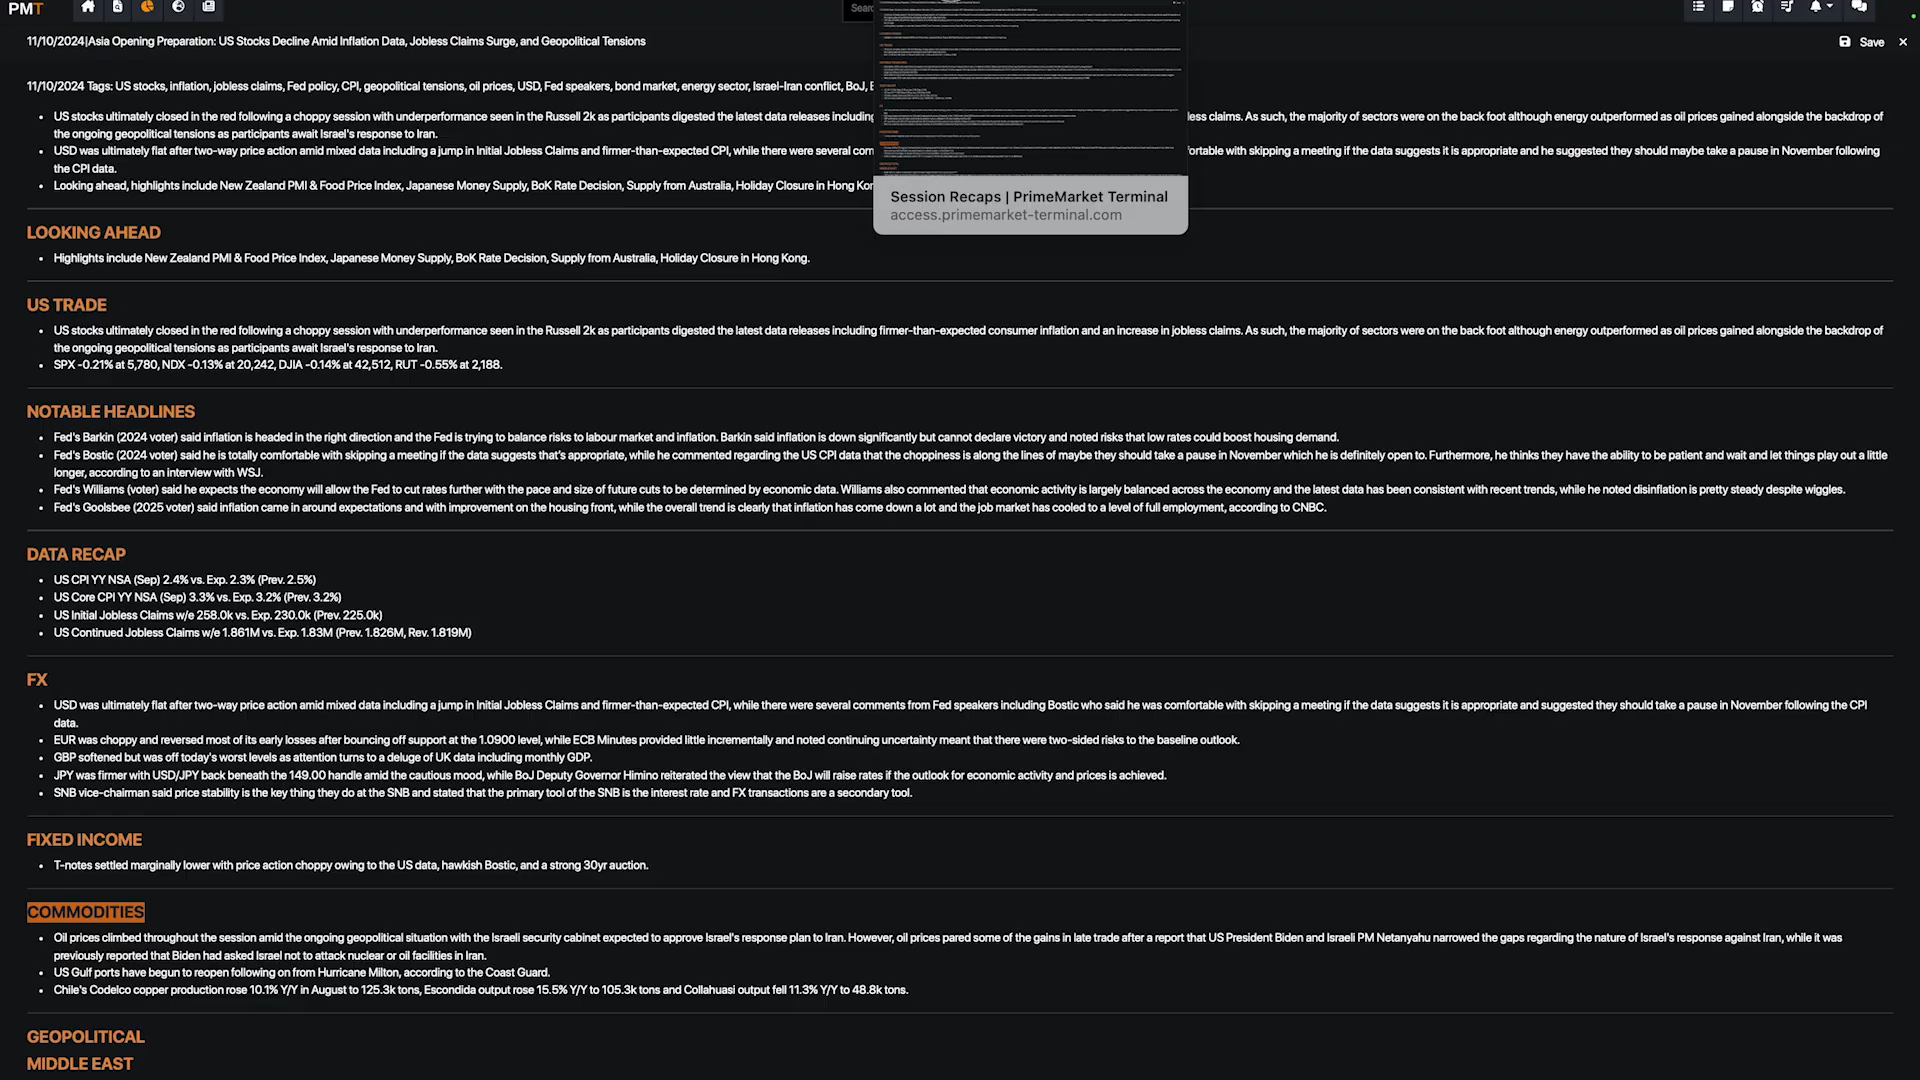 PMT
Searc
11/10/2024|Asia Opening Preparation: US Stocks Decline Amid Inflation Data, Jobless Claims Surge, and Geopolitical Tensions
Save
11/10/2024 Tags: US stocks, inflation, jobless claims, Fed policy, CPI, geopolitical tensions, oil prices, USD, Fed speakers, bond market, energy sector, Israel-Iran conflict, BoJ,
US stocks ultimately closed in the red following a choppy session with underperformance seen in the Russell 2k as participants digested the latest data releases including less claims. As such, the majority of sectors were on the back foot although energy outperformed as oil prices gained alongside the backdrop of
the ongoing geopolitical tensions as participants await Israel's response to Iran.
USD was ultimately flat after two-way price action amid mixed data including a jump in Initial Jobless Claims and firmer-than-expected CPI, while there were several com fortable with skipping a meeting if the data suggests it is appropriate and he suggested they should maybe take a pause in November following
the CPI data.
Looking ahead, highlights include New Zealand PMI & Food Price Index, Japanese Money Supply, BoK Rate Decision, Supply from Australia, Holiday Closure in Hong Kon
Session Recaps | PrimeMarket Terminal
access.primemarket-terminal.com
LOOKING AHEAD
Highlights include New Zealand PMI & Food Price Index, Japanese Money Supply, BoK Rate Decision, Supply from Australia, Holiday Closure in Hong Kong.
US TRADE
US stocks ultimately closed in the red following a choppy session with underperformance seen in the Russell 2k as participants digested the latest data releases including firmer-than-expected consumer inflation and an increase in jobless claims. As such, the majority of sectors were on the back foot although energy outperformed as oil prices gained alongside the backdrop of
the ongoing geopolitical tensions as participants await Israel's response to Iran.
SPX -0.21% at 5,780, NDX -0.13% at 20,242, DJIA -0.14% at 42,512, RUT -0.55% at 2,188.
NOTABLE HEADLINES
Fed's Barkin (2024 voter) said inflation is headed in the right direction and the Fed is trying to balance risks to labour market and inflation. Barkin said inflation is down significantly but cannot declare victory and noted risks that low rates could boost housing demand.
Fed's Bostic (2024 voter) said he is totally comfortable with skipping a meeting if the data suggests that's appropriate, while he commented regarding the US CPI data that the choppiness is along the lines of maybe they should take a pause in November which he is definitely open to. Furthermore, he thinks they have the ability to be patient and wait and let things play out a little
longer, according to an interview with WSJ.
Fed's Williams (voter) said he expects the economy will allow the Fed to cut rates further with the pace and size of future cuts to be determined by economic data. Williams also commented that economic activity is largely balanced across the economy and the latest data has been consistent with recent trends, while he noted disinflation is pretty steady despite wiggles.
Fed's Goolsbee (2025 voter) said inflation came in around expectations and with improvement on the housing front, while the overall trend is clearly that inflation has come down a lot and the job market has cooled to a level of full employment, according to CNBC.
DATA RECAP
US CPI YY NSA (Sep) 2.4% vs. Exp. 2.3% (Prev. 2.5%)
US Core CPI YY NSA (Sep) 3.3% vs. Exp. 3.2% (Prev. 3.2%)
US Initial Jobless Claims w/e 258.0k vs. Exp. 230.0k (Prev. 225.0k)
US Continued Jobless Claims w/e 1.861M vs. Exp. 1.83M (Prev. 1.826M, Rev. 1.819M)
FX
USD was ultimately flat after two-way price action amid mixed data including a jump in Initial Jobless Claims and firmer-than-expected CPI, while there were several comments from Fed speakers including Bostic who said he was comfortable with skipping a meeting if the data suggests it is appropriate and suggested they should take a pause in November following the CPI
data.
EUR was choppy and reversed most of its early losses after bouncing off support at the 1.0900 level, while ECB Minutes provided little incrementally and noted continuing uncertainty meant that there were two-sided risks to the baseline outlook.
GBP softened but was off today's worst levels as attention turns to a deluge of UK data including monthly GDP.
JPY was firmer with USD/JPY back beneath the 149.00 handle amid the cautious mood, while BoJ Deputy Governor Himino reiterated the view that the BoJ will raise rates if the outlook for economic activity and prices is achieved.
SNB vice-chairman said price stability is the key thing they do at the SNB and stated that the primary tool of the SNB is the interest rate and FX transactions are a secondary tool.
FIXED INCOME
T-notes settled marginally lower with price action choppy owing to the US data, hawkish Bostic, and a strong 30yr auction.
COMMODITIES
Oil prices climbed throughout the session amid the ongoing geopolitical situation with the Israeli security cabinet expected to approve Israel's response plan to Iran. However, oil prices pared some of the gains in late trade after a report that US President Biden and Israeli PM Netanyahu narrowed the gaps regarding the nature of Israel's response against Iran, while it was
previously reported that Biden had asked Israel not to attack nuclear or oil facilities in Iran.
US Gulf ports have begun to reopen following on from Hurricane Milton, according to the Coast Guard.
Chile's Codelco copper production rose 10.1% Y/Y in August to 125.3k tons, Escondida output rose 15.5% Y/Y to 105.3k tons and Collahuasi output fell 11.3% Y/Y to 48.8k tons.
GEOPOLITICAL
MIDDLE EAST